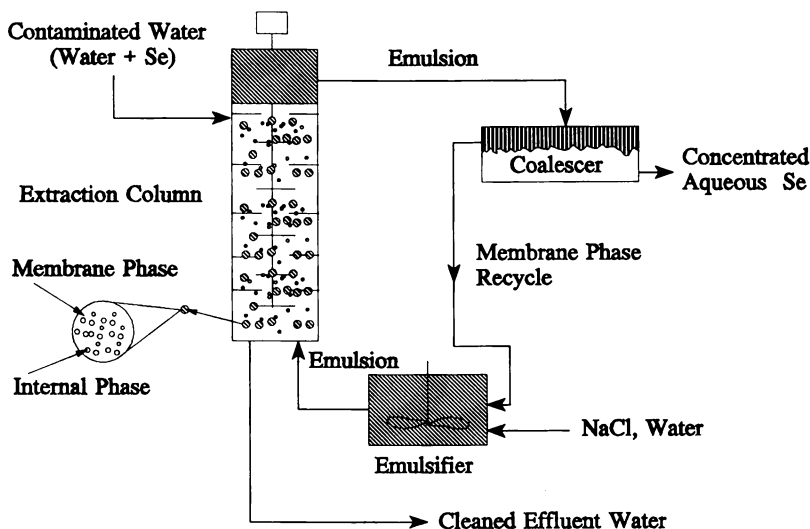 Contaminated Water
(Water + Se)
Emulsion
Coalescer
Concentrated
Aqueous Se
Extraction Column
Membrane Phase
Recycle
Membrane Phase
Internal Phase
Emulsion
NaCl, Water
Emulsifier
Cleaned Effluent Water